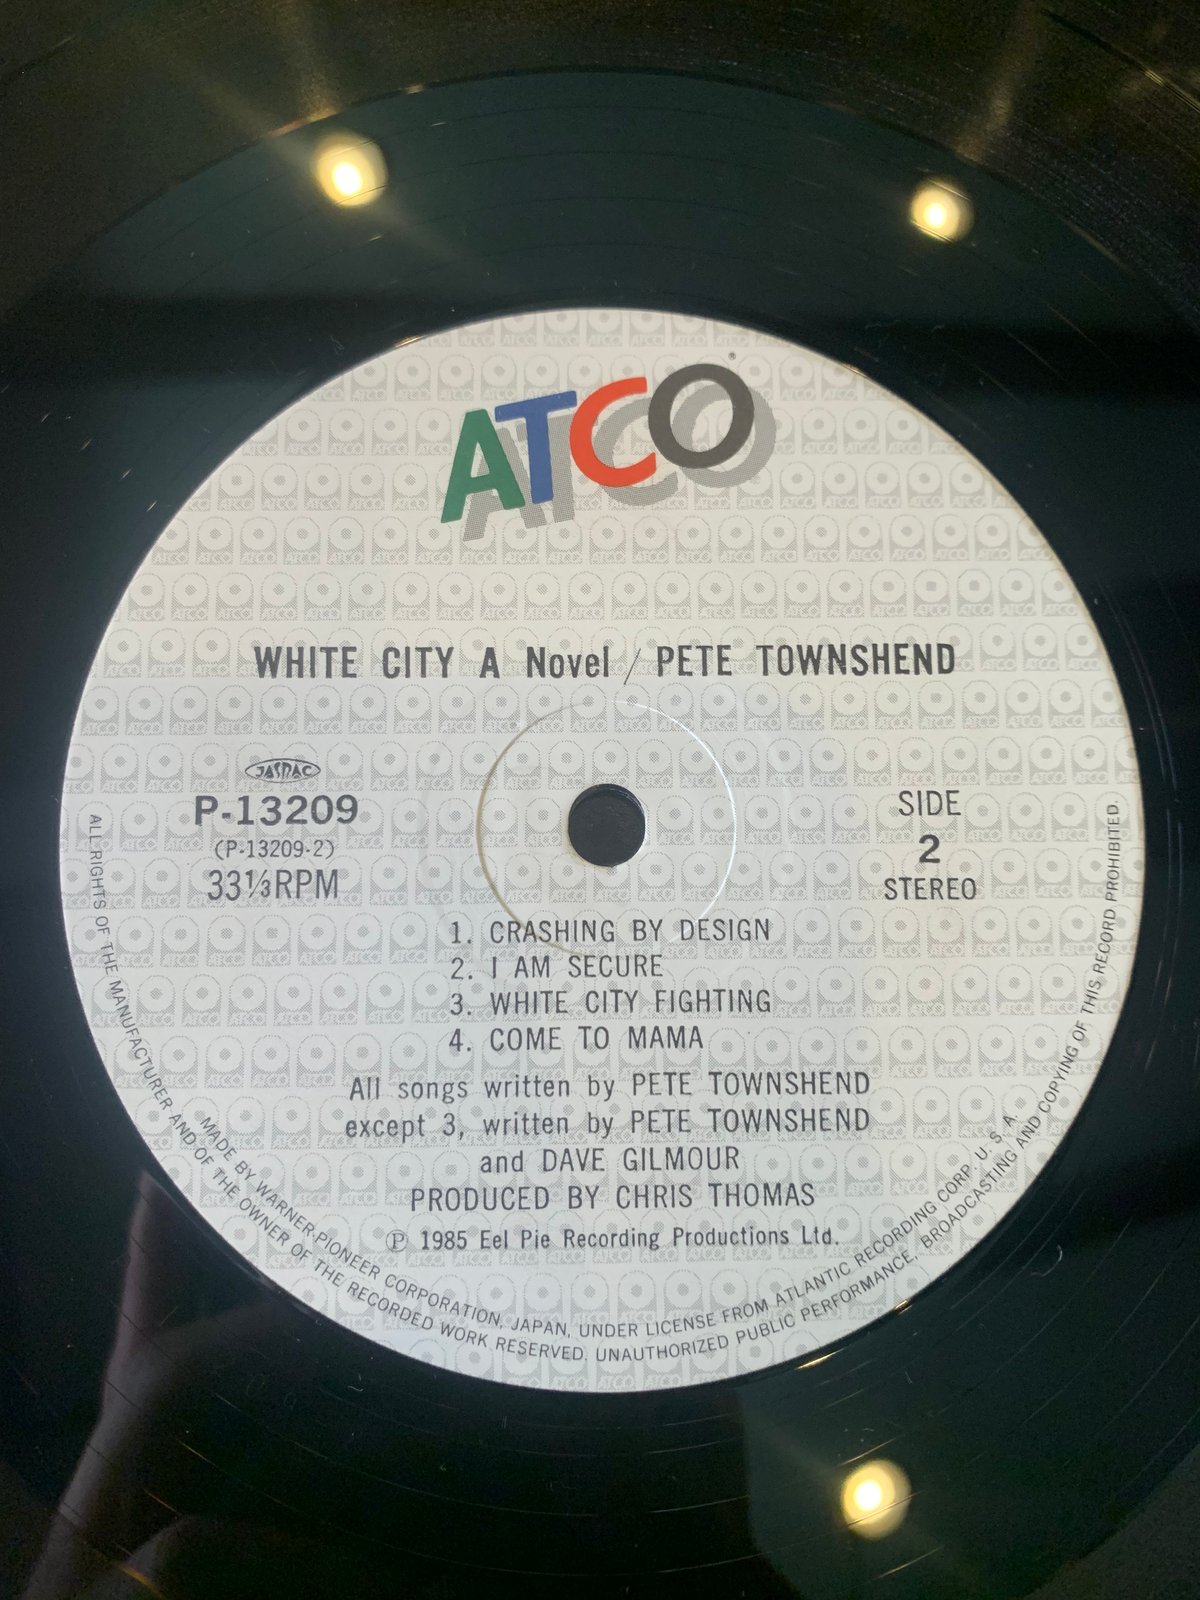 ATCO®
WHITE CITY A Novel / PETE TOWNSHEND
JASRAC
P-13209
(P-13209-2)
33⅓RPM
SIDE
2
STEREO
1. CRASHING BY DESIGN
2. I AM SECURE
3. WHITE CITY FIGHTING
4. COME TO MAMA
All songs written by PETE TOWNSHEND
except 3, written by PETE TOWNSHEND
and DAVE GILMOUR
PRODUCED BY CHRIS THOMAS
Ⓟ 1985 Eel Pie Recording Productions Ltd.
MADE BY WARNER-PIONEER CORPORATION, JAPAN, UNDER LICENSE FROM ATLANTIC RECORDING CORP. U. S. A.
ALL RIGHTS OF THE MANUFACTURER AND OF THE OWNER OF THE RECORDED WORK RESERVED. UNAUTHORIZED PUBLIC PERFORMANCE, BROADCASTING AND COPYING OF THIS RECORD PROHIBITED.